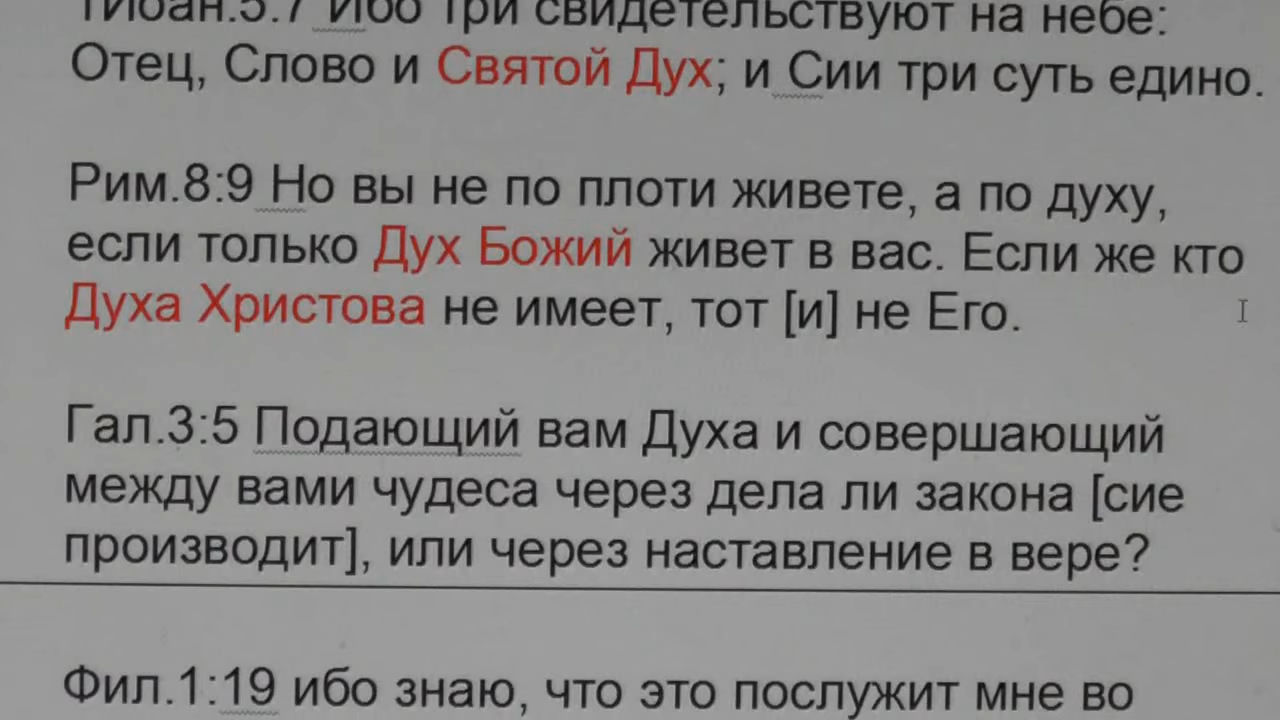 1Иоан.5:7 Ибо три свидетельствуют на небе:
Отец, Слово и Святой Дух; и Сии три суть едино.
Рим.8:9 Но вы не по плоти живете, а по духу,
если только Дух Божий живет в вас. Если же кто
Духа Христова не имеет, тот [и] не Его.
Гал.3:5 Подающий вам Духа и совершающий
между вами чудеса через дела ли закона [сие
производит], или через наставление в вере?
Фил.1:19 ибо знаю, что это послужит мне во